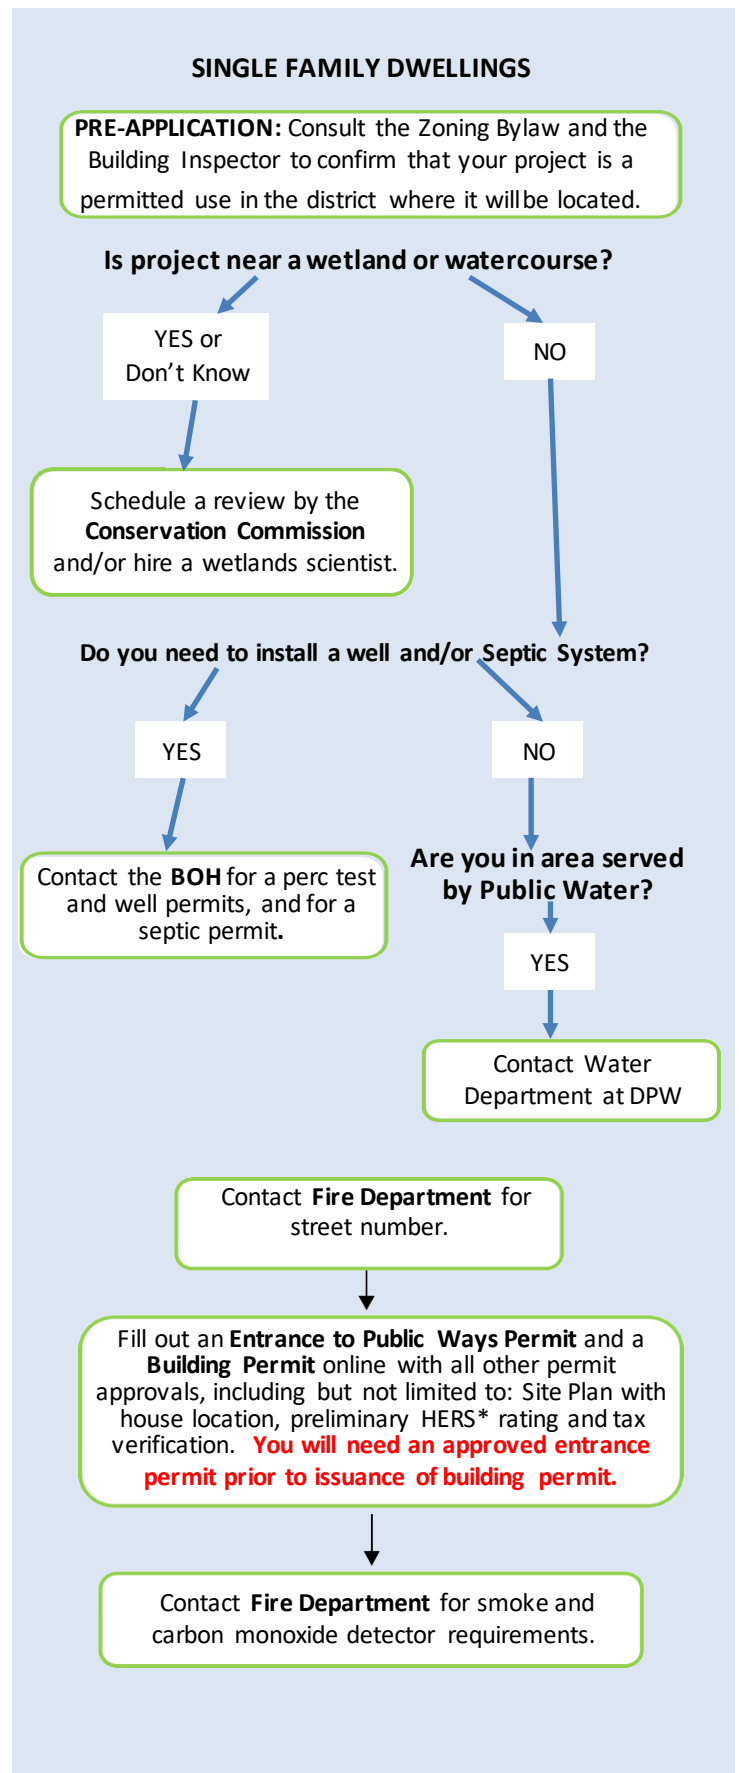 SINGLE FAMILY DWELLINGS
PRE-APPLICATION: Consult the Zoning Bylaw and the
Building Inspector to confirm that your project is a
permitted use in the district where it will be located.
Is project near a wetland or watercourse?
YES or
Don't Know
NO
Schedule a review by the
Conservation Commission
and/or hire a wetlands scientist.
Do you need to install a well and/or Septic System?
YES
NO
Contact the BOH for a perc test
and well permits, and for a
septic permit.
Are you in area served
by Public Water?
YES
Contact Water
Department at DPW
Contact Fire Department for
street number.
Fill out an Entrance to Public Ways Permit and a
Building Permit online with all other permit
approvals, including but not limited to: Site Plan with
house location, preliminary HERS* rating and tax
verification. You will need an approved entrance
permit prior to issuance of building permit.
Contact Fire Department for smoke and
carbon monoxide detector requirements.